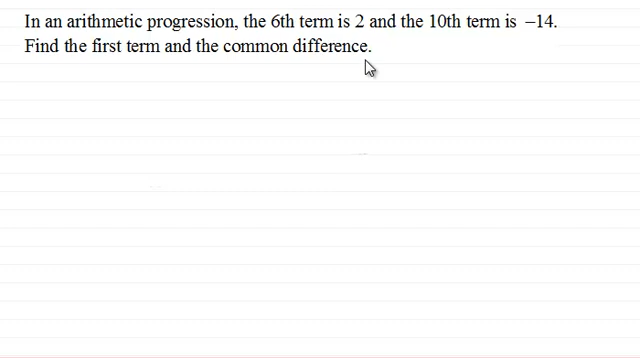 In an arithmetic progression, the 6th term is 2 and the 10th term is −14.
Find the first term and the common difference.